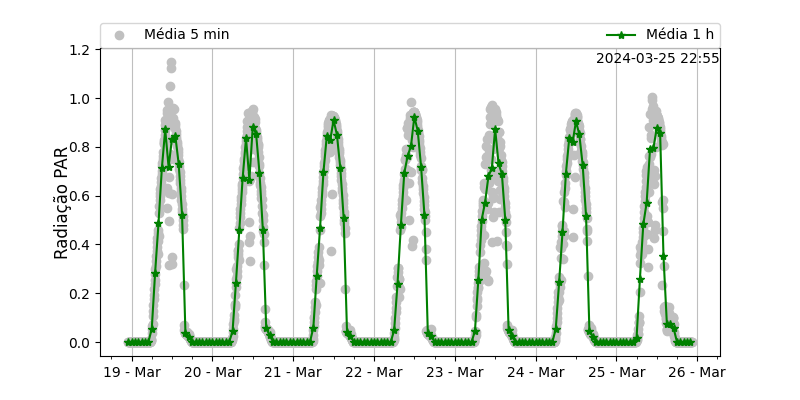 Média 5 min
Média 1 h
2024-03-25 22:55
Radiação PAR
1.2
1.0
0.8
0.6
0.4
0.2
0.0
19 - Mar
20 - Mar
21 - Mar
22 - Mar
23 - Mar
24 - Mar
25 - Mar
26 - Mar